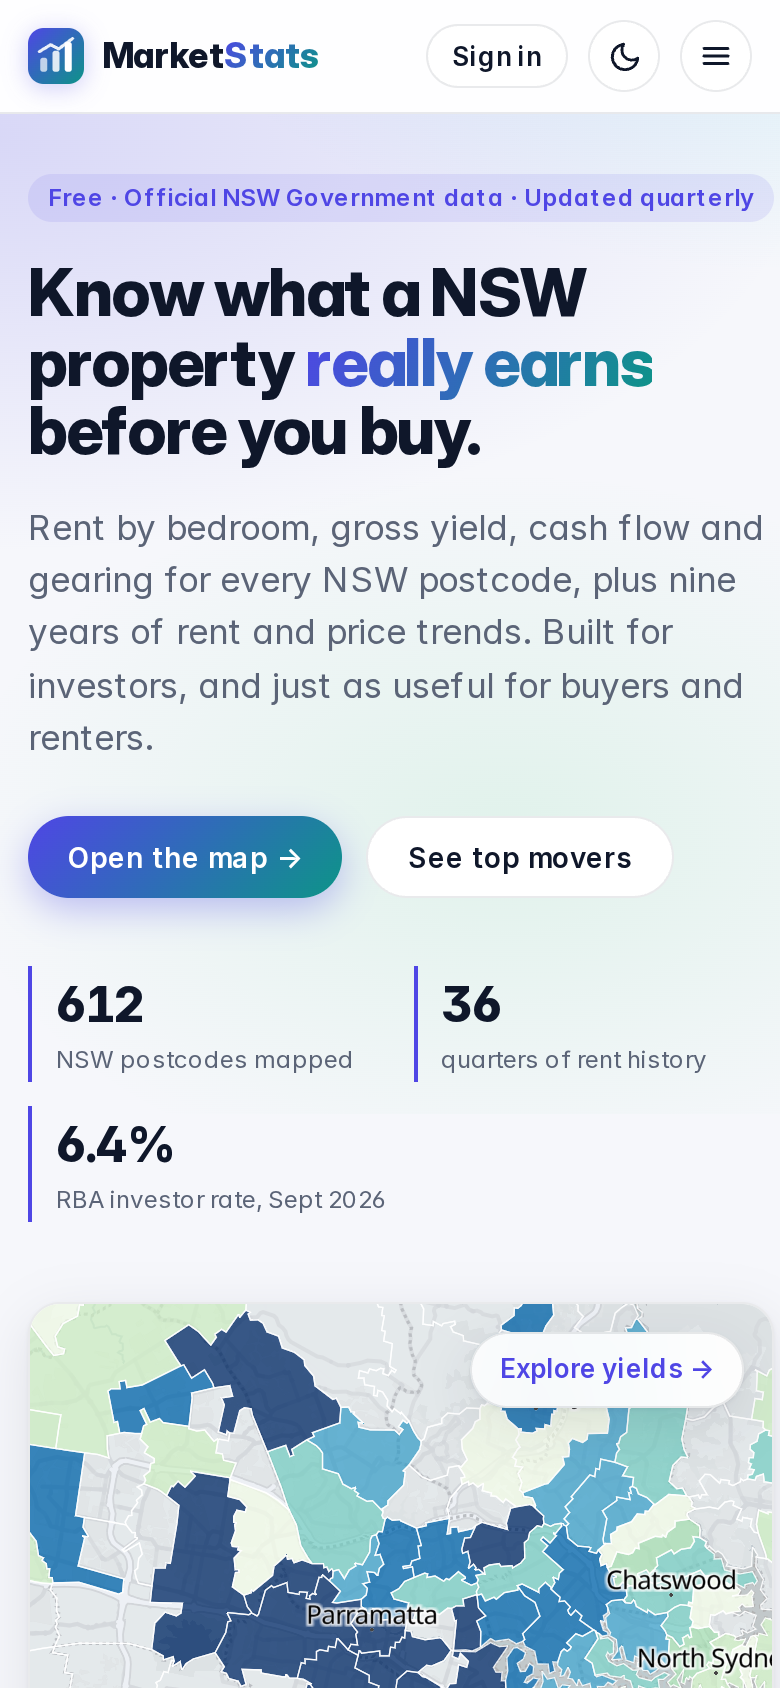 MarketStats
Sign in
Free · Official NSW Government data · Updated quarterly
Know what a NSW
property really earns
before you buy.
Rent by bedroom, gross yield, cash flow and
gearing for every NSW postcode, plus nine
years of rent and price trends. Built for
investors, and just as useful for buyers and
renters.
Open the map →
See top movers
612
NSW postcodes mapped
36
quarters of rent history
6.4%
RBA investor rate, Sept 2026
Explore yields →
Chatswood
Parramatta
North Sydne